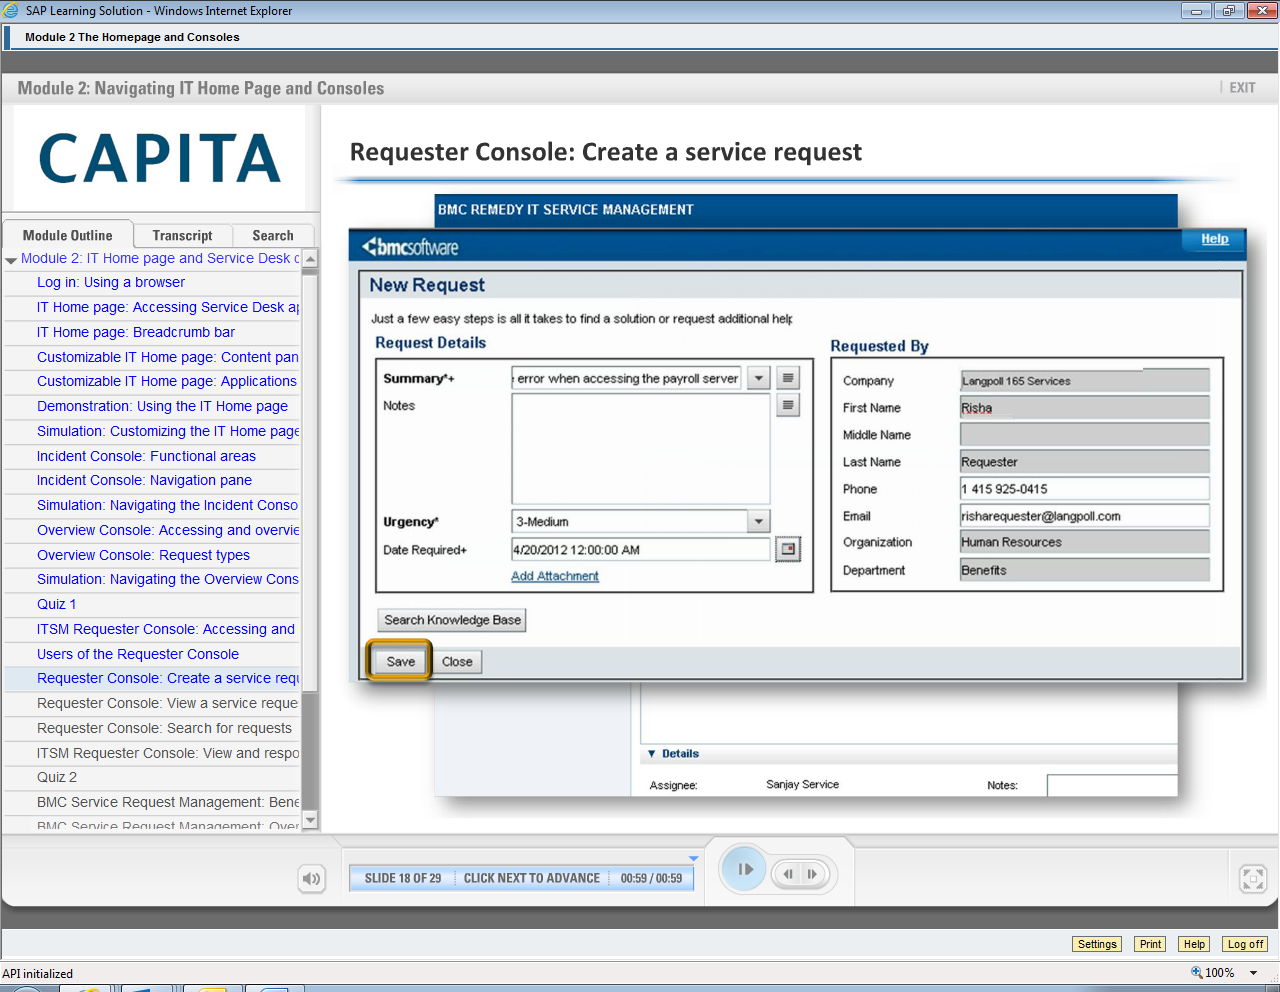 SAP Learning Solution - Windows Internet Explorer
Module 2 The Homepage and Consoles
Module 2: Navigating IT Home Page and Consoles
EXIT
CAPITA
Module Outline
Transcript
Search
Module 2: IT Home page and Service Desk c
Log in: Using a browser
IT Home page: Accessing Service Desk ap
IT Home page: Breadcrumb bar
Customizable IT Home page: Content pan
Customizable IT Home page: Applications
Demonstration: Using the IT Home page
Simulation: Customizing the IT Home page
Incident Console: Functional areas
Incident Console: Navigation pane
Simulation: Navigating the Incident Conso
Overview Console: Accessing and overvie
Overview Console: Request types
Simulation: Navigating the Overview Cons
Quiz 1
ITSM Requester Console: Accessing and
Users of the Requester Console
Requester Console: Create a service requ
Requester Console: View a service reque
Requester Console: Search for requests
ITSM Requester Console: View and respo
Quiz 2
BMC Service Request Management: Bene
BMC Service Request Management: Over
Requester Console: Create a service request
BMC REMEDY IT SERVICE MANAGEMENT
bmcsoftware
Help
New Request
Just a few easy steps is all it takes to find a solution or request additional help
Request Details
Summary*+
error when accessing the payroll server
Notes
Urgency*
3-Medium
Date Required+
4/20/2012 12:00:00 AM
Add Attachment
Requested By
Company
Langpoll 165 Services
First Name
Risha
Middle Name
Last Name
Requester
Phone
1 415 925-0415
Email
risharequester@langpoll.com
Organization
Human Resources
Department
Benefits
Search Knowledge Base
Save
Close
Details
Assignee:
Sanjay Service
Notes:
SLIDE 18 OF 29
CLICK NEXT TO ADVANCE
00:59 / 00:59
Settings
Print
Help
Log off
API initialized
100%